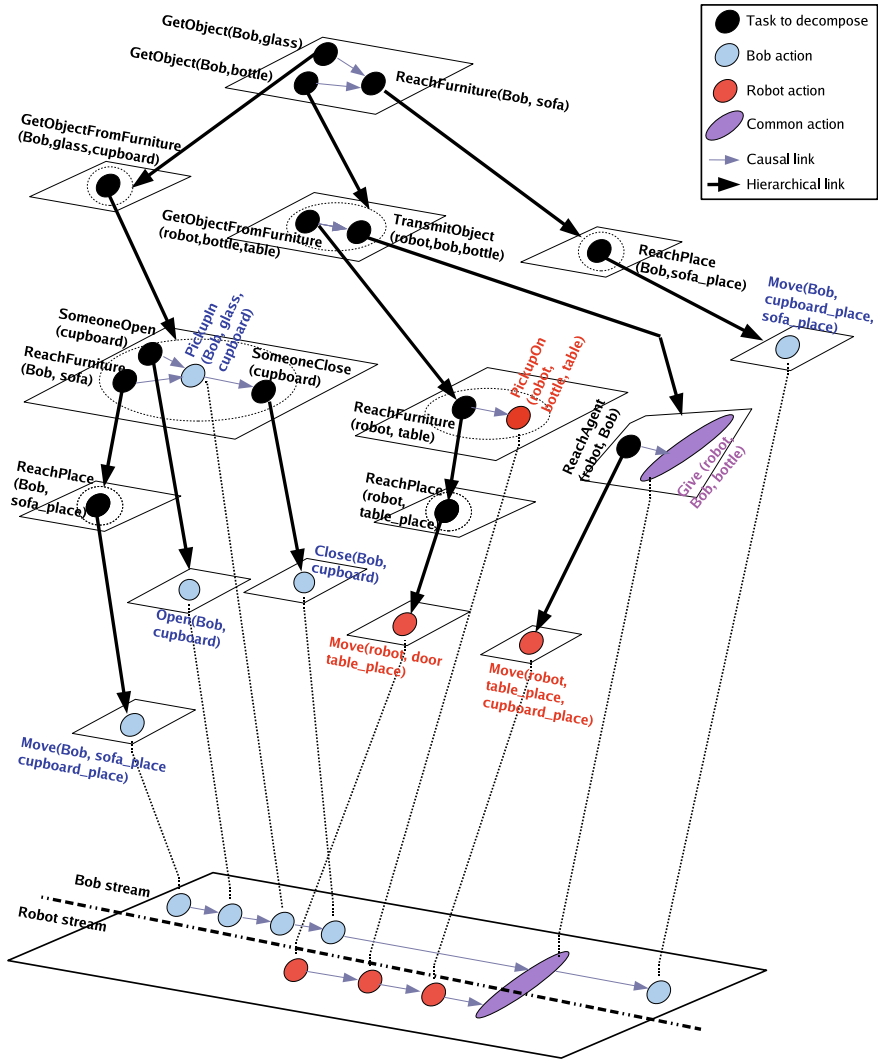 GetObject(Bob,glass)
GetObject(Bob,bottle)
ReachFurniture(Bob, sofa)
Task to decompose
Bob action
Robot action
Common action
Causal link
Hierarchical link
GetObjectFromFurniture
(Bob,glass,cupboard)
GetObjectFromFurniture
(robot,bottle,table)
TransmitObject
(robot,bob,bottle)
ReachPlace
(Bob,sofa_place)
Move(Bob,
cupboard_place,
sofa_place)
SomeoneOpen
(cupboard)
PickupIn
(Bob, glass,
cupboard)
ReachFurniture
(Bob, sofa)
SomeoneClose
(cupboard)
ReachFurniture
(robot, table)
PickupOn
(robot,
bottle, table)
ReachAgent
(robot, Bob)
Give (robot,
Bob, bottle)
ReachPlace
(Bob,
sofa_place)
ReachPlace
(robot,
table_place)
Close(Bob,
cupboard)
Open(Bob,
cupboard)
Move(robot, door
table_place)
Move(robot,
table_place,
cupboard_place)
Move(Bob, sofa_place
cupboard_place)
Bob stream
Robot stream